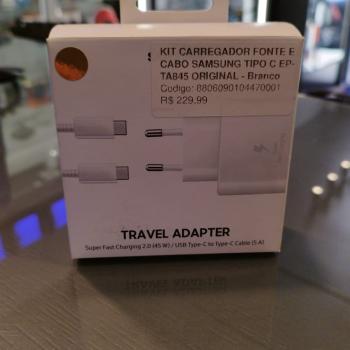 KIT CARREGADOR FONTE E
CABO SAMSUNG TIPO C EP-
TA845 ORIGINAL - Branco
Codigo: 8806090104470001
R$ 229.99
TRAVEL ADAPTER
Super Fast Charging 2.0 (45 W) / USB Type-C to Type-C Cable (5 A)